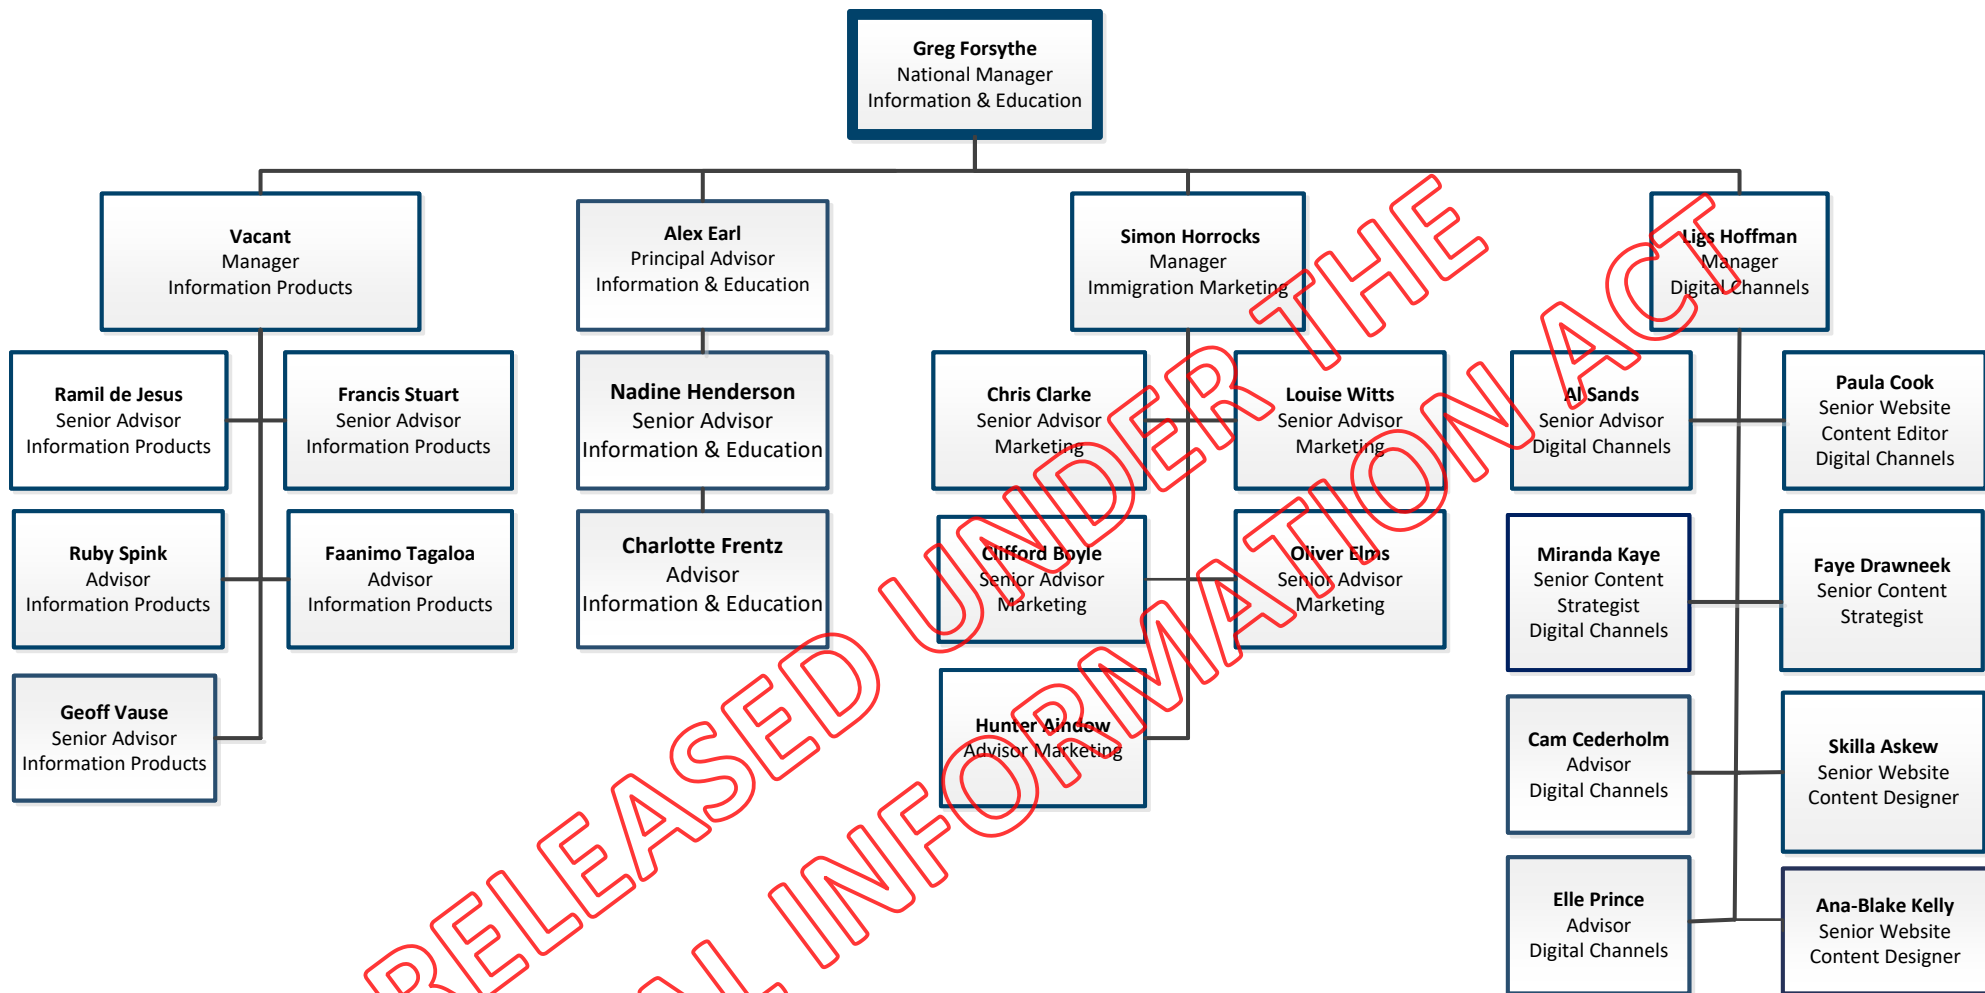 Greg Forsythe
National Manager
Information & Education
Vacant
Manager
Information Products
Alex Earl
Principal Advisor
Information & Education
Simon Horrocks
Manager
Immigration Marketing
Ligs Hoffman
Manager
Digital Channels
Ramil de Jesus
Senior Advisor
Information Products
Francis Stuart
Senior Advisor
Information Products
Nadine Henderson
Senior Advisor
Information & Education
Chris Clarke
Senior Advisor
Marketing
Louise Witts
Senior Advisor
Marketing
Al Sands
Senior Advisor
Digital Channels
Paula Cook
Senior Website
Content Editor
Digital Channels
Ruby Spink
Advisor
Information Products
Faanimo Tagaloa
Advisor
Information Products
Charlotte Frentz
Advisor
Information & Education
Clifford Boyle
Senior Advisor
Marketing
Oliver Elms
Senior Advisor
Marketing
Miranda Kaye
Senior Content
Strategist
Digital Channels
Faye Drawneek
Senior Content
Strategist
Geoff Vause
Senior Advisor
Information Products
Hunter Aindow
Advisor Marketing
Cam Cederholm
Advisor
Digital Channels
Skilla Askew
Senior Website
Content Designer
Elle Prince
Advisor
Digital Channels
Ana-Blake Kelly
Senior Website
Content Designer
RELEASED UNDER THE
AL INFORMATION ACT